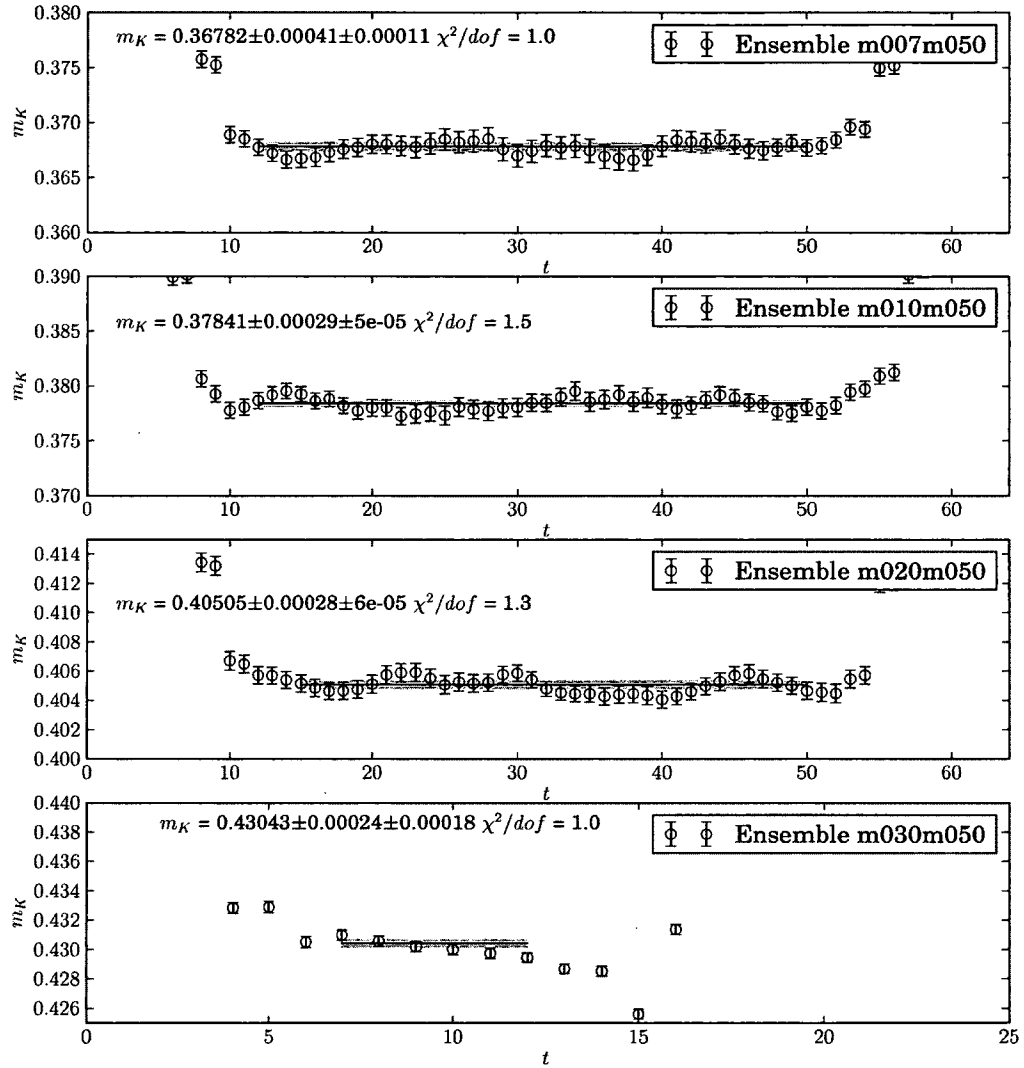 0.380
m_K = 0.36782±0.00041±0.00011 χ²/dof = 1.0
Ensemble m007m050
0.375
m_K
0.370
0.365
0.360
0 10 20 30 40 50 60
t
0.390
Ensemble m010m050
m_K = 0.37841±0.00029±5e-05 χ²/dof = 1.5
0.385
m_K
0.380
0.375
0.370
0 10 20 30 40 50 60
t
0.414
Ensemble m020m050
0.412
m_K = 0.40505±0.00028±6e-05 χ²/dof = 1.3
0.410
m_K
0.408
0.406
0.404
0.402
0.400
0 10 20 30 40 50 60
t
0.440
m_K = 0.43043±0.00024±0.00018 χ²/dof = 1.0
Ensemble m030m050
0.438
0.436
0.434
m_K
0.432
0.430
0.428
0.426
0 5 10 15 20 25
t